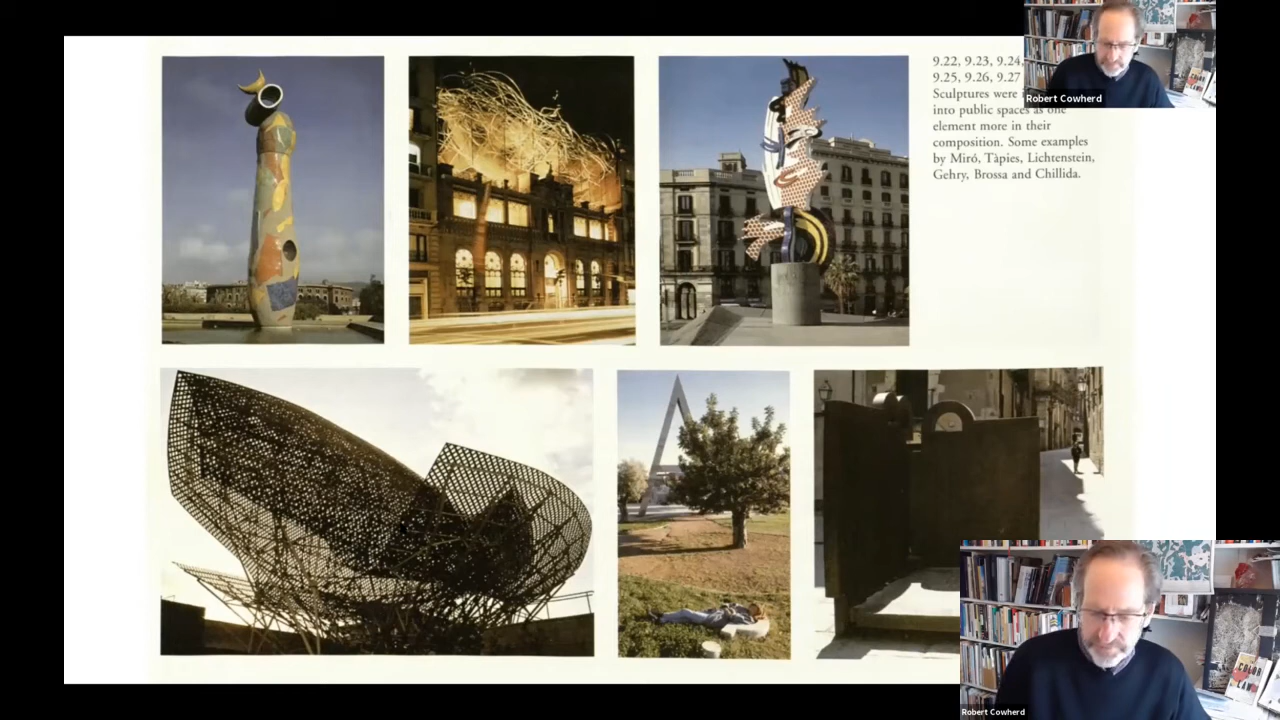 9.22, 9.23, 9.24,
9.25, 9.26, 9.27
Sculptures were
into public spaces as one
element more in their
composition. Some examples
by Miró, Tàpies, Lichtenstein,
Gehry, Brossa and Chillida.
Robert Cowherd
COLOR
LAW
Robert Cowherd